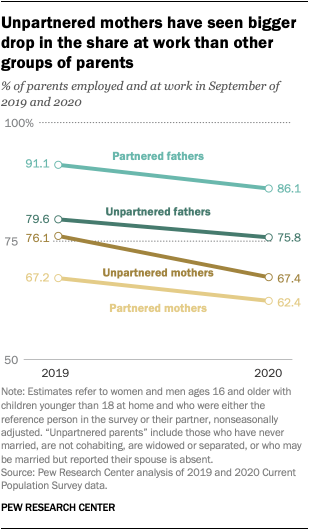 Unpartnered mothers have seen bigger
drop in the share at work than other
groups of parents
% of parents employed and at work in September of
2019 and 2020
100%
Partnered fathers
91.1
86.1
Unpartnered fathers
79.6
75.8
76.1
75
Unpartnered mothers
67.4
67.2
Partnered mothers
62.4
50
2019 2020
Note: Estimates refer to women and men ages 16 and older with
children younger than 18 at home and who were either the
reference person in the survey or their partner, nonseasonally
adjusted. “Unpartnered parents” include those who have never
married, are not cohabiting, are widowed or separated, or who may
be married but reported their spouse is absent.
Source: Pew Research Center analysis of 2019 and 2020 Current
Population Survey data.
PEW RESEARCH CENTER